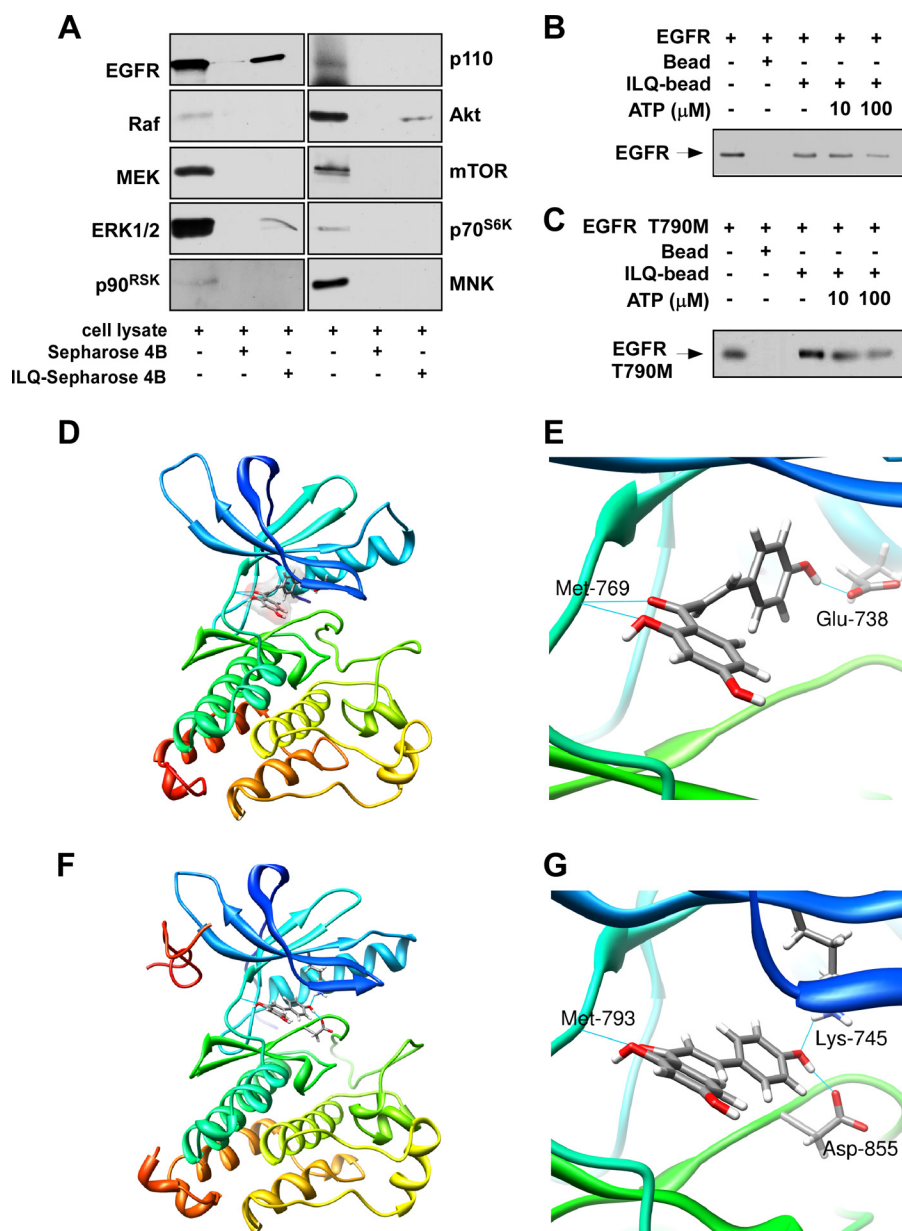 A
EGFR
p110
Raf
Akt
MEK
mTOR
ERK1/2
p70S6K
p90RSK
MNK
cell lysate + - - + - -
Sepharose 4B - + - - + -
ILQ-Sepharose 4B - - + - - +
B
EGFR + + + + +
Bead - + - - -
ILQ-bead - - + + +
ATP (μM) - - - 10 100
EGFR
C
EGFR T790M + + + + +
Bead - + - - -
ILQ-bead - - + + +
ATP (μM) - - - 10 100
EGFR
T790M
D
E
Met-769
Glu-738
F
G
Met-793
Lys-745
Asp-855